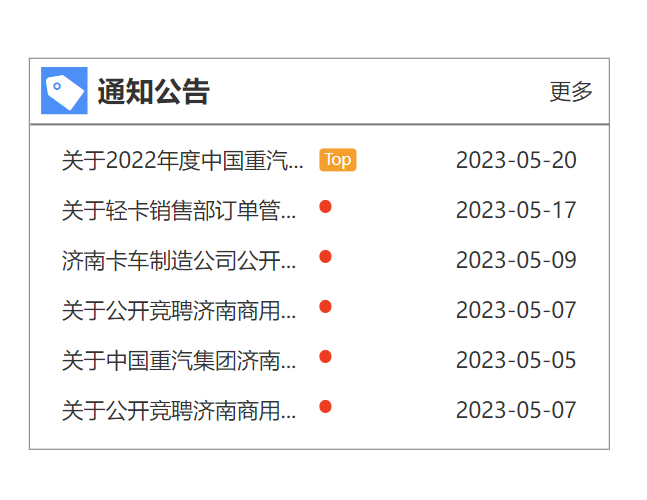 通知公告 更多
关于2022年度中国重汽... Top 2023-05-20
关于轻卡销售部订单管... 2023-05-17
济南卡车制造公司公开... 2023-05-09
关于公开竞聘济南商用... 2023-05-07
关于中国重汽集团济南... 2023-05-05
关于公开竞聘济南商用... 2023-05-07